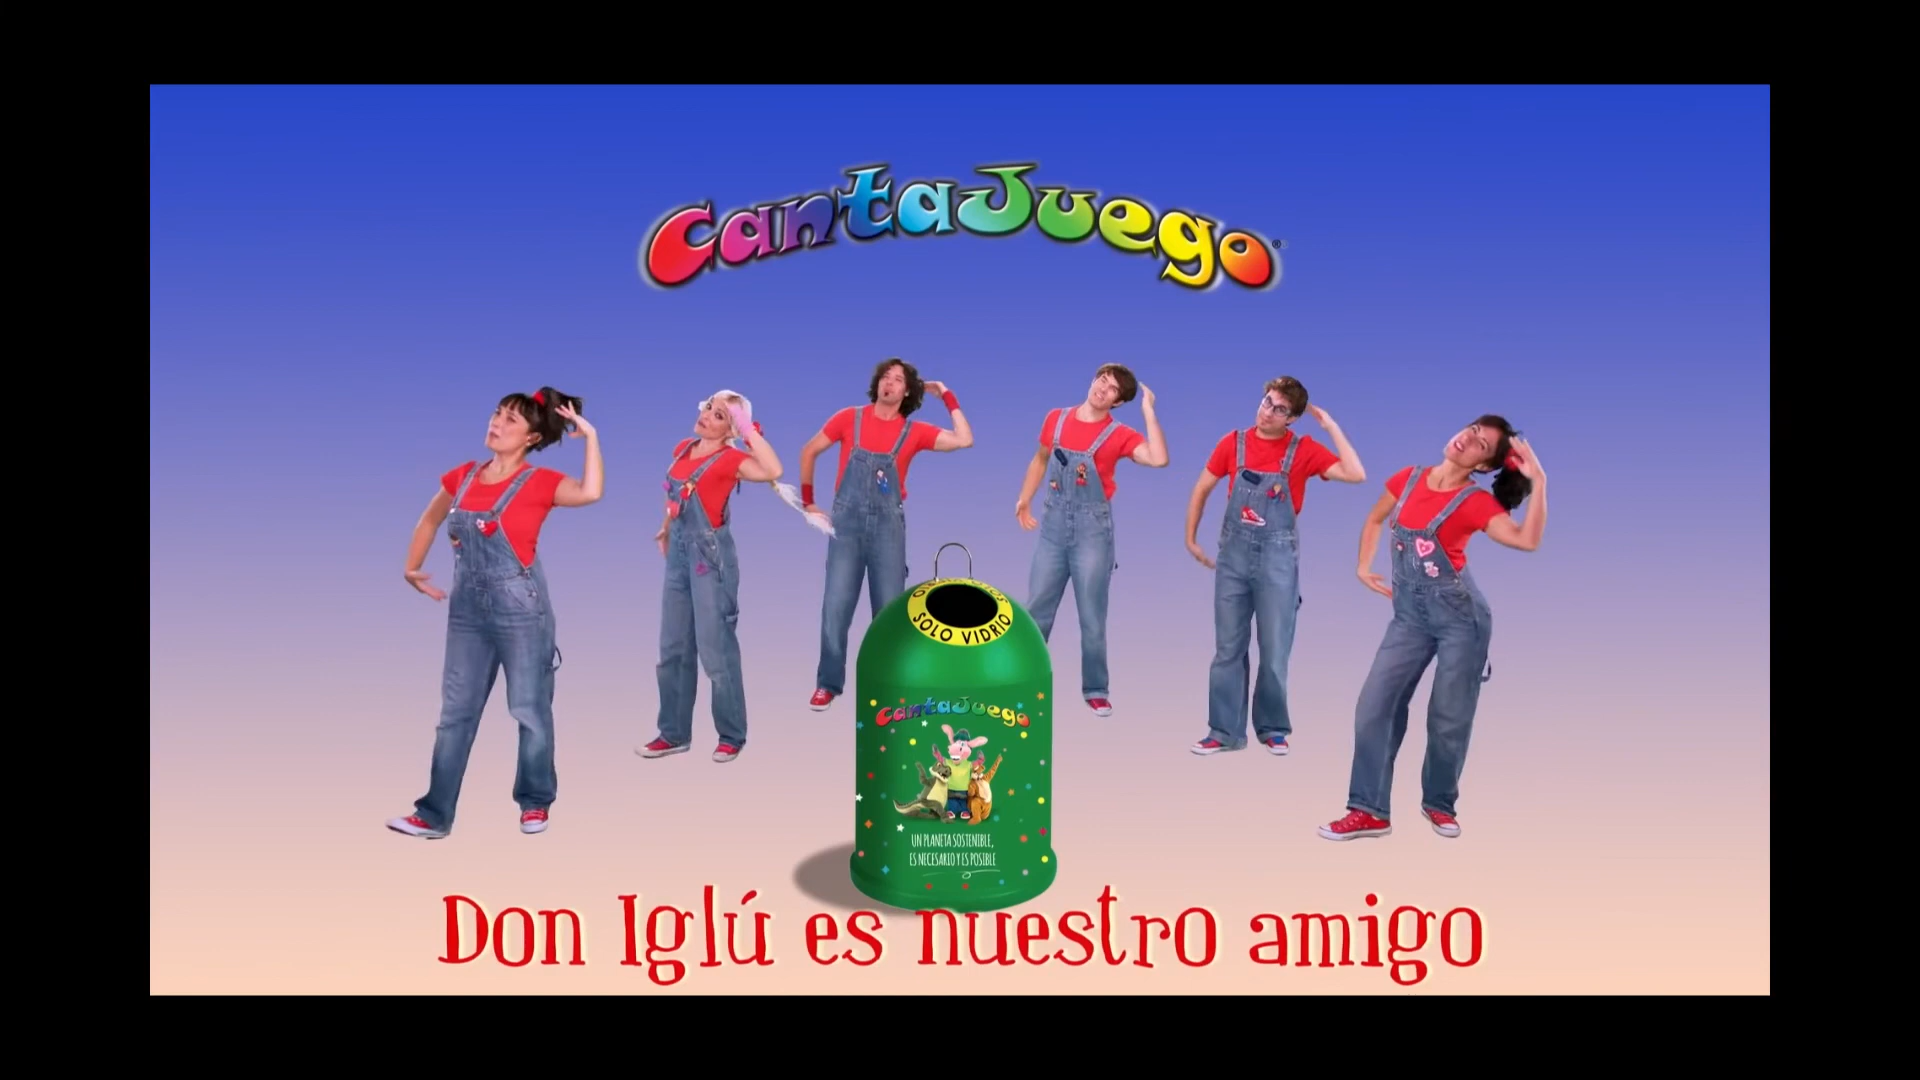 CantaJuego®
SOLO VIDRIO
CantaJuego
UN PLANETA SOSTENIBLE,
ES NECESARIO Y ES POSIBLE
Don Iglú es nuestro amigo